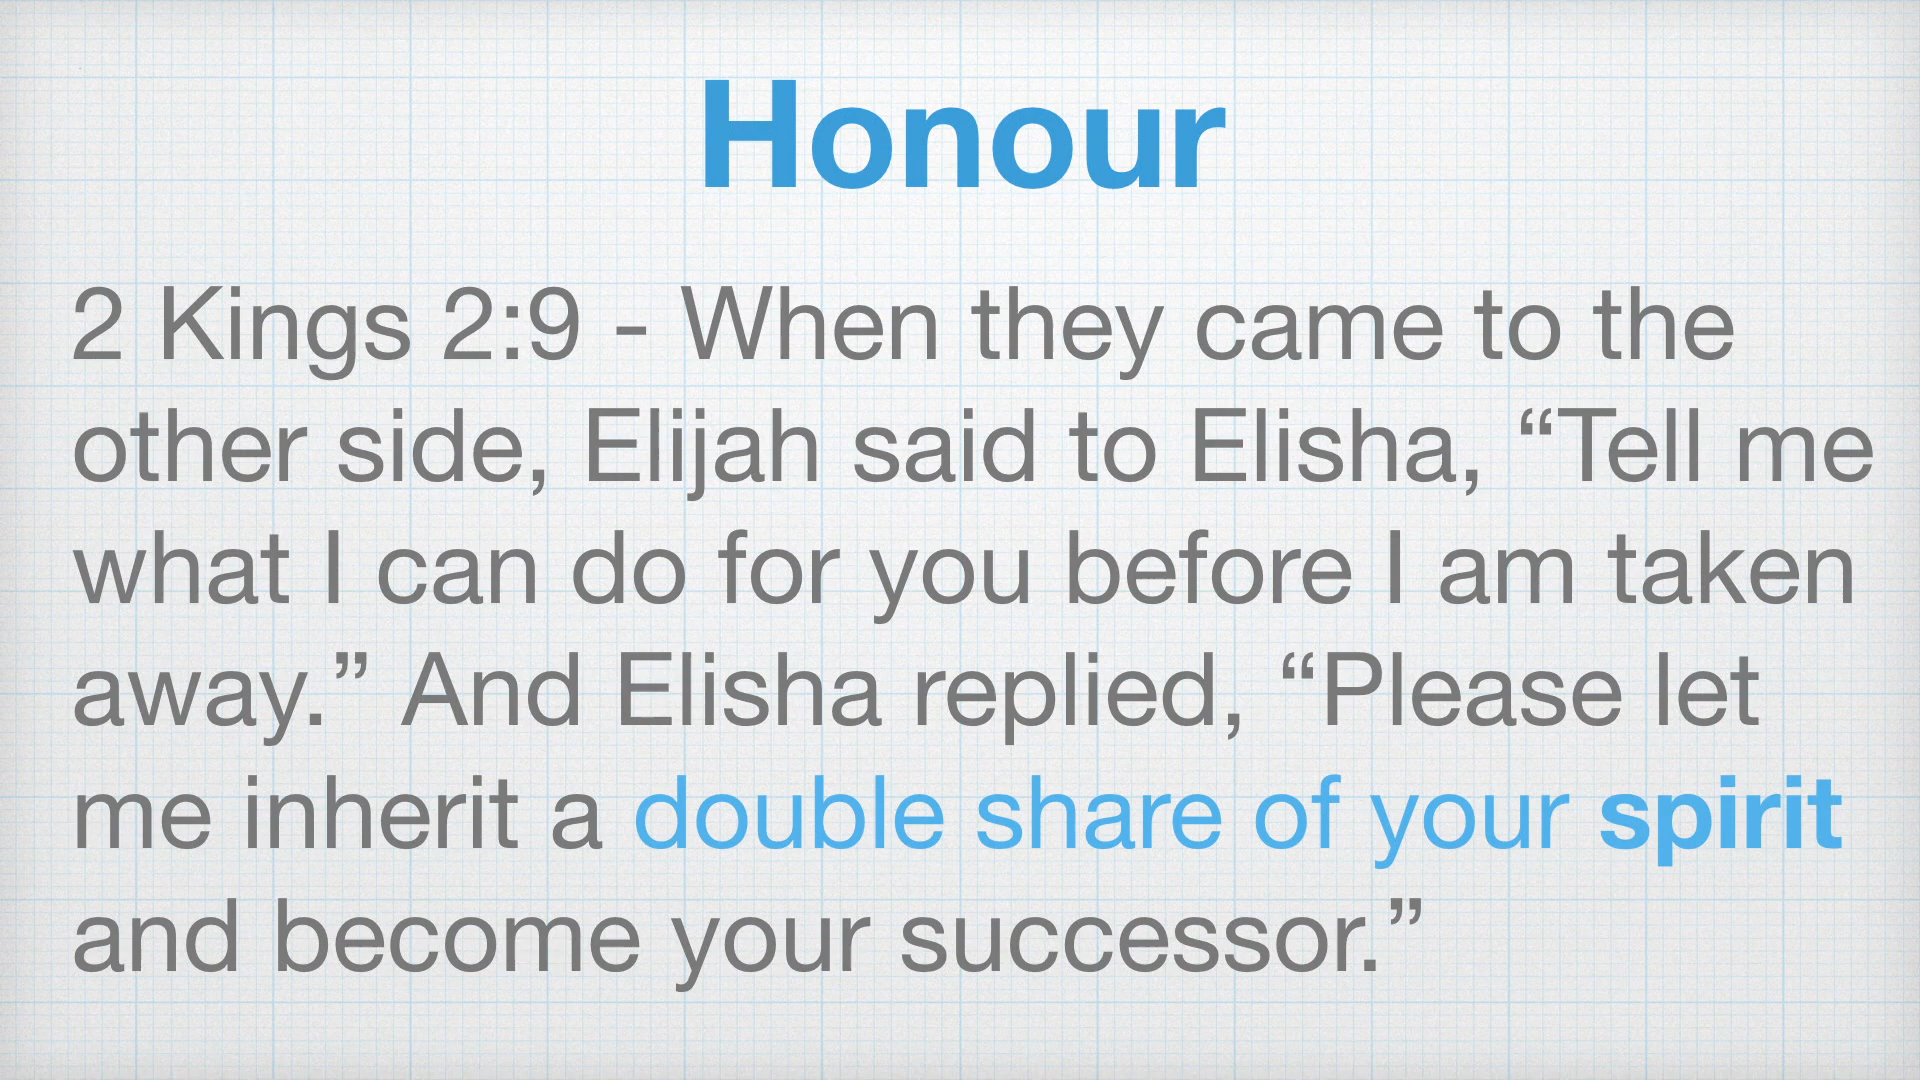 Honour
2 Kings 2:9 - When they came to the
other side, Elijah said to Elisha, “Tell me
what I can do for you before I am taken
away.” And Elisha replied, “Please let
me inherit a double share of your spirit
and become your successor.”